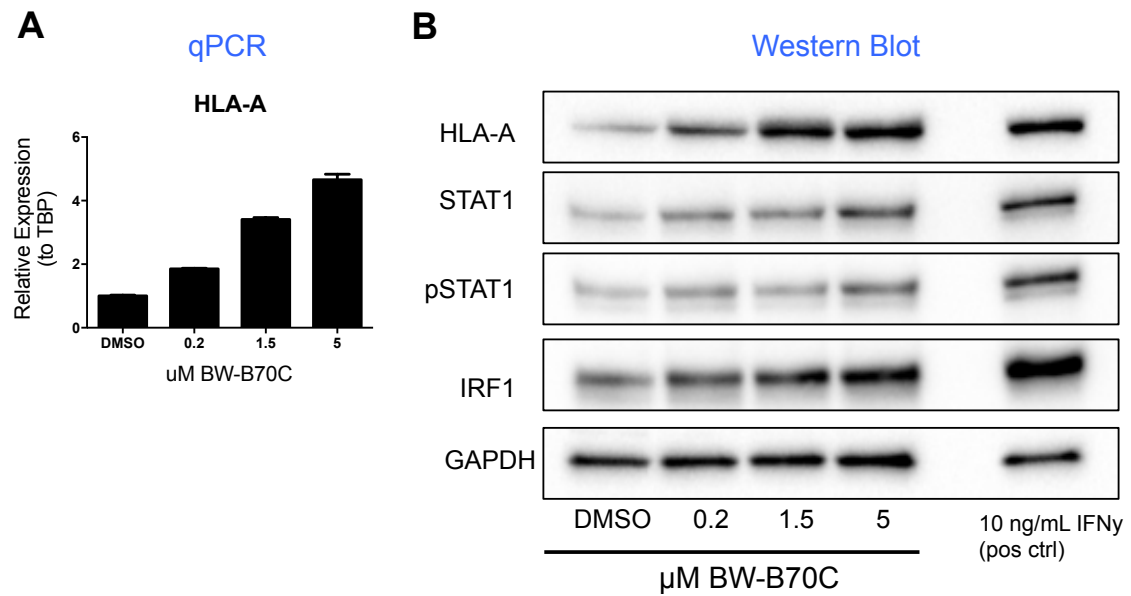 A
qPCR
HLA-A
Relative Expression
(to TBP)
6
4
2
0
DMSO 0.2 1.5 5
uM BW-B70C
B
Western Blot
HLA-A
STAT1
pSTAT1
IRF1
GAPDH
DMSO 0.2 1.5 5
10 ng/mL IFNy
(pos ctrl)
µM BW-B70C